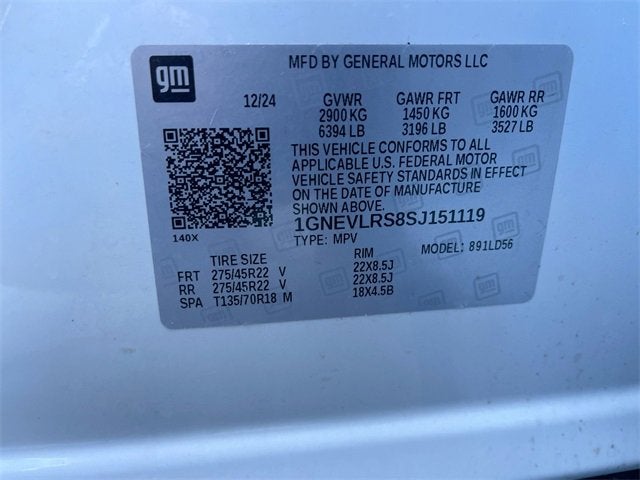 gm
MFD BY GENERAL MOTORS LLC
12/24 GVWR GAWR FRT GAWR RR
2900 KG 1450 KG 1600 KG
6394 LB 3196 LB 3527 LB
THIS VEHICLE CONFORMS TO ALL
APPLICABLE U.S. FEDERAL MOTOR
VEHICLE SAFETY STANDARDS IN EFFECT
ON THE DATE OF MANUFACTURE
SHOWN ABOVE.
1GNEVLRS8SJ151119
140X TYPE: MPV MODEL: 891LD56
TIRE SIZE RIM
FRT 275/45R22 V 22X8.5J
RR 275/45R22 V 22X8.5J
SPA T135/70R18 M 18X4.5B